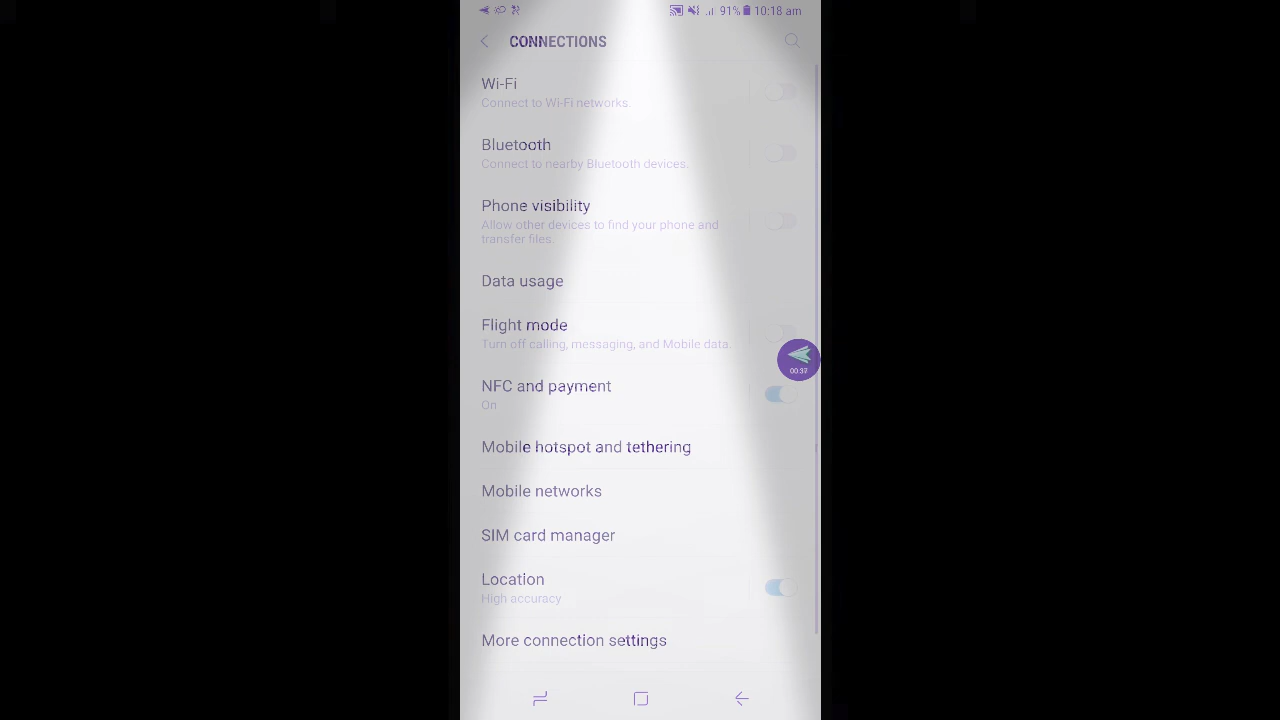 91% 10:18 am
CONNECTIONS
Wi-Fi
Connect to Wi-Fi networks.
Bluetooth
Connect to nearby Bluetooth devices.
Phone visibility
Allow other devices to find your phone and
transfer files.
Data usage
Flight mode
Turn off calling, messaging, and Mobile data.
00:37
NFC and payment
On
Mobile hotspot and tethering
Mobile networks
SIM card manager
Location
High accuracy
More connection settings